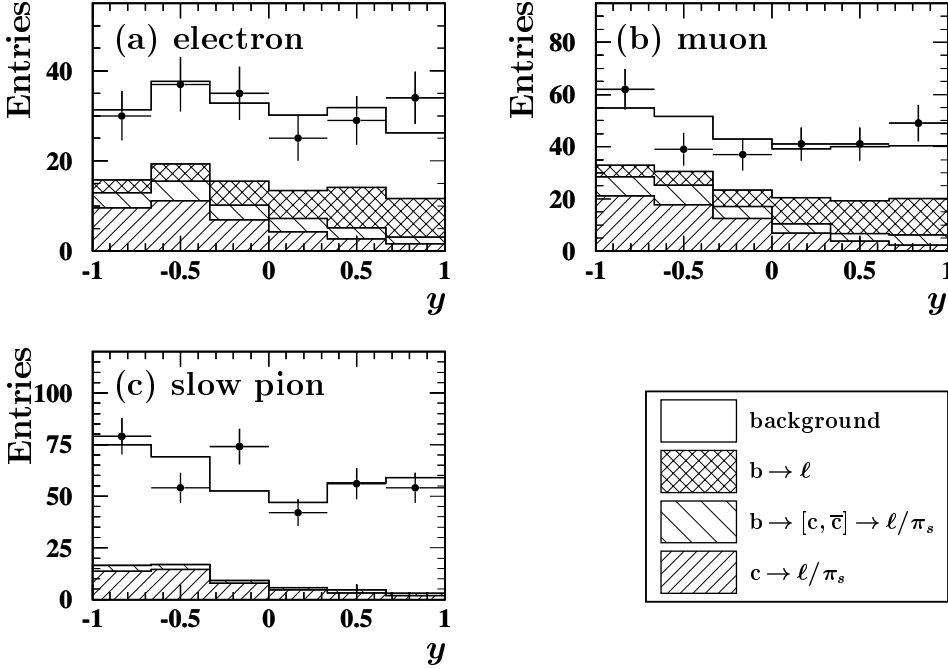 (a) electron
Entries
40
20
0
-1 -0.5 0 0.5 1
y
(b) muon
Entries
80
60
40
20
0
-1 -0.5 0 0.5 1
y
(c) slow pion
Entries
100
75
50
25
0
-1 -0.5 0 0.5 1
y
background
b → ℓ
b → [c, c̅] → ℓ/πₛ
c → ℓ/πₛ